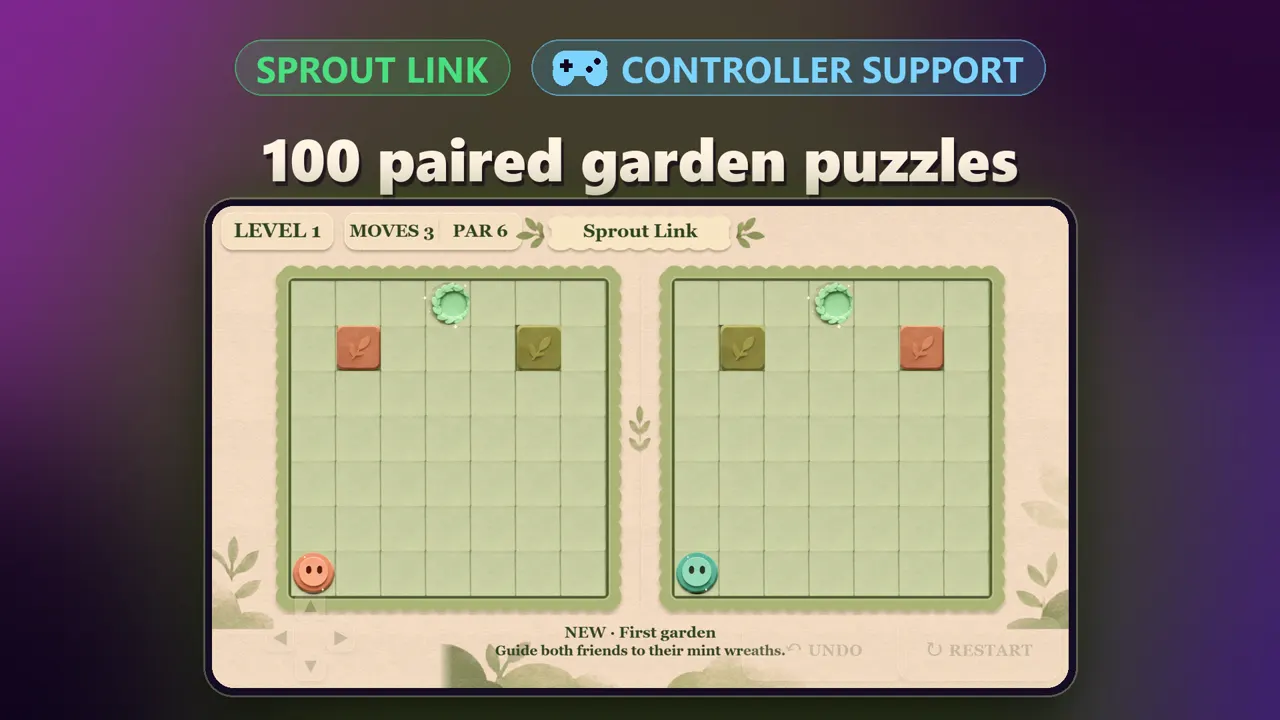 SPROUT LINK
CONTROLLER SUPPORT
100 paired garden puzzles
LEVEL 1
MOVES 3 PAR 6
Sprout Link
NEW · First garden
Guide both friends to their mint wreaths.
↶ UNDO
↻ RESTART